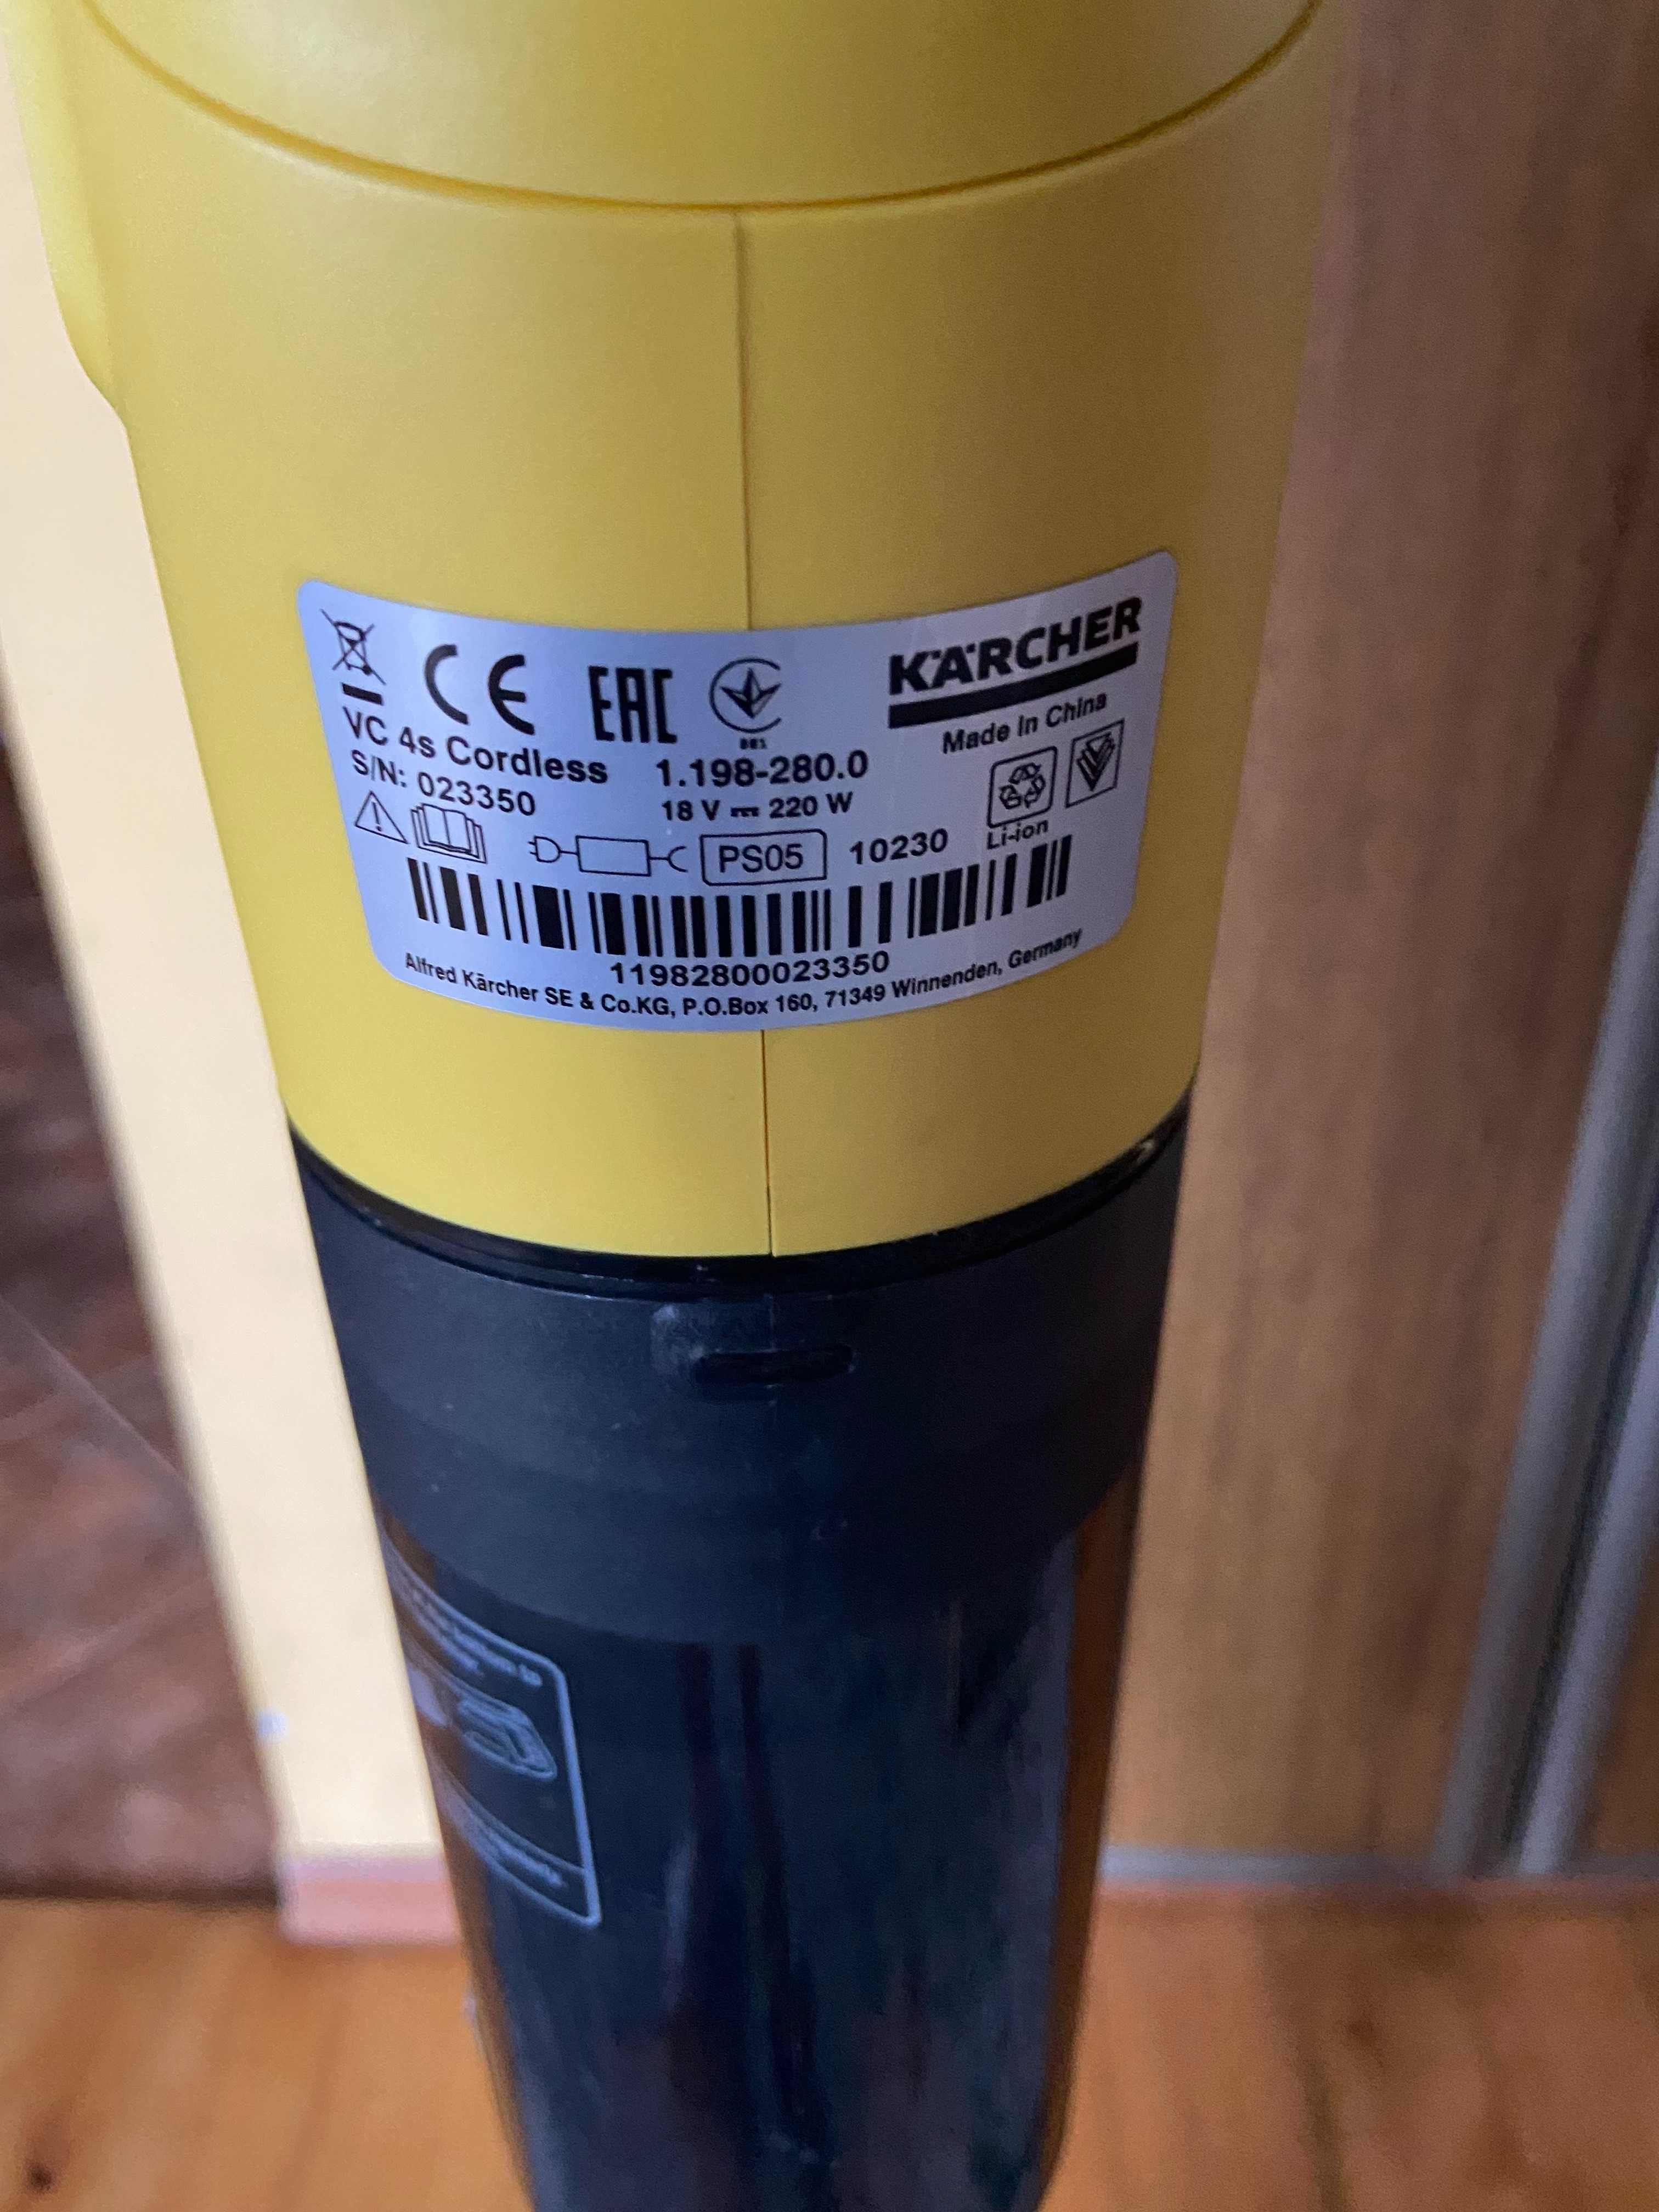 KÄRCHER
CE EAC
Made in China
VC 4s Cordless 1.198-280.0
S/N: 023350 18 V 220 W
Li-ion
PS05 10230
11982800023350
Alfred Kärcher SE & Co.KG, P.O.Box 160, 71349 Winnenden, Germany